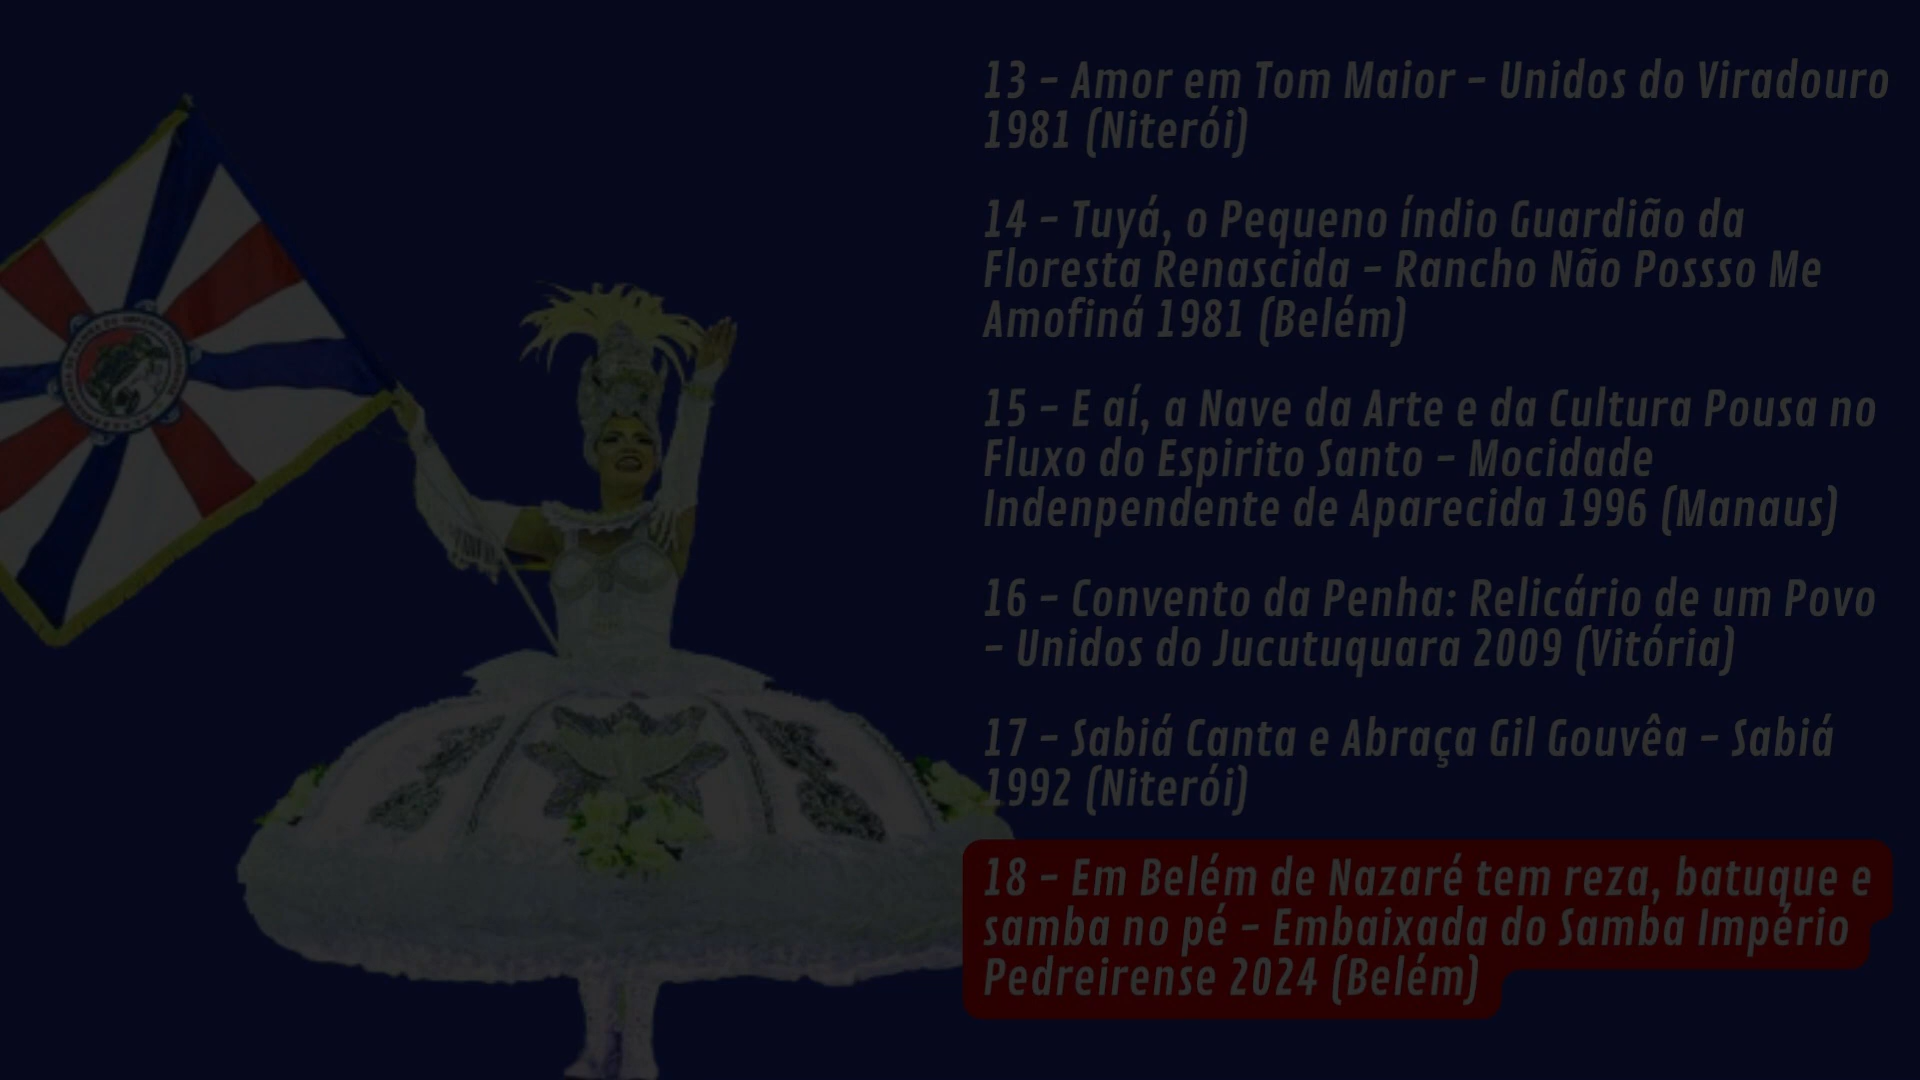 13 - Amor em Tom Maior - Unidos do Viradouro
1981 (Niterói)
14 - Tuyá, o Pequeno índio Guardião da
Floresta Renascida - Rancho Não Possso Me
Amofiná 1981 (Belém)
15 - E aí, a Nave da Arte e da Cultura Pousa no
Fluxo do Espirito Santo - Mocidade
Indenpendente de Aparecida 1996 (Manaus)
16 - Convento da Penha: Relicário de um Povo
- Unidos do Jucutuquara 2009 (Vitória)
17 - Sabiá Canta e Abraça Gil Gouvêa - Sabiá
1992 (Niterói)
18 - Em Belém de Nazaré tem reza, batuque e
samba no pé - Embaixada do Samba Império
Pedreirense 2024 (Belém)